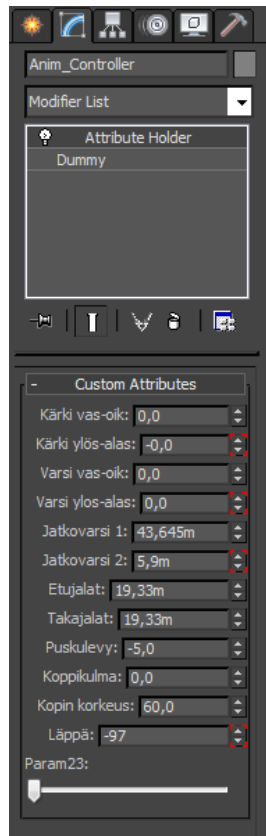 Anim_Controller
Modifier List
Attribute Holder
Dummy
- Custom Attributes
Kärki vas-oik: 0,0
Kärki ylös-alas: -0,0
Varsi vas-oik: 0,0
Varsi ylos-alas: 0,0
Jatkovarsi 1: 43,645m
Jatkovarsi 2: 5,9m
Etujalat: 19,33m
Takajalat: 19,33m
Puskulevy: -5,0
Koppikulma: 0,0
Kopin korkeus: 60,0
Läppä: -97
Param23: